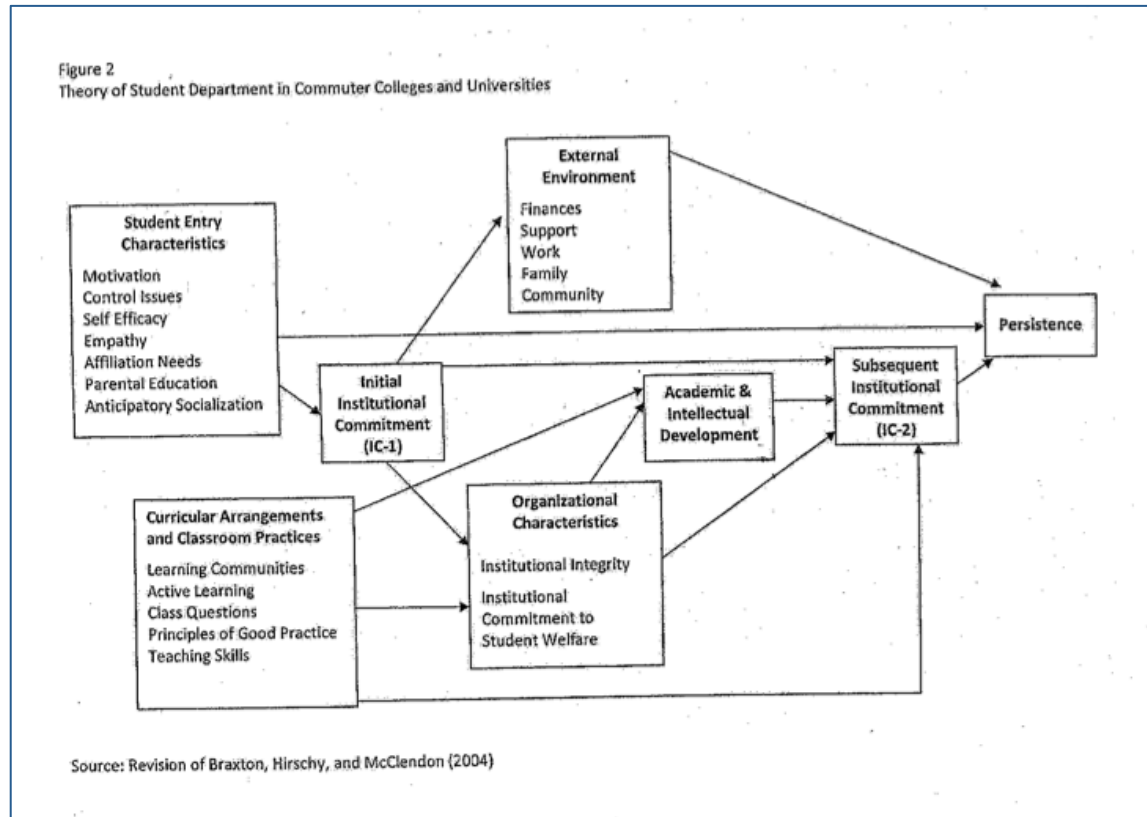 Figure 2
Theory of Student Department in Commuter Colleges and Universities
External
Environment
Finances
Support
Work
Family
Community
Student Entry
Characteristics
Motivation
Control Issues
Self Efficacy
Empathy
Affiliation Needs
Parental Education
Anticipatory Socialization
Persistence
Initial
Institutional
Commitment
(IC-1)
Academic &
Intellectual
Development
Subsequent
Institutional
Commitment
(IC-2)
Curricular Arrangements
and Classroom Practices
Learning Communities
Active Learning
Class Questions
Principles of Good Practice
Teaching Skills
Organizational
Characteristics
Institutional Integrity
Institutional
Commitment to
Student Welfare
Source: Revision of Braxton, Hirschy, and McClendon (2004)